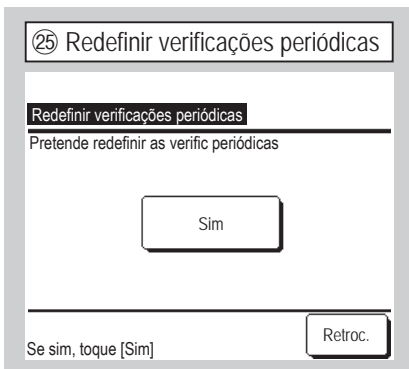 ㉕ Redefinir verificações periódicas
Redefinir verificações periódicas
Pretende redefinir as verific periódicas
Sim
Retroc.
Se sim, toque [Sim]